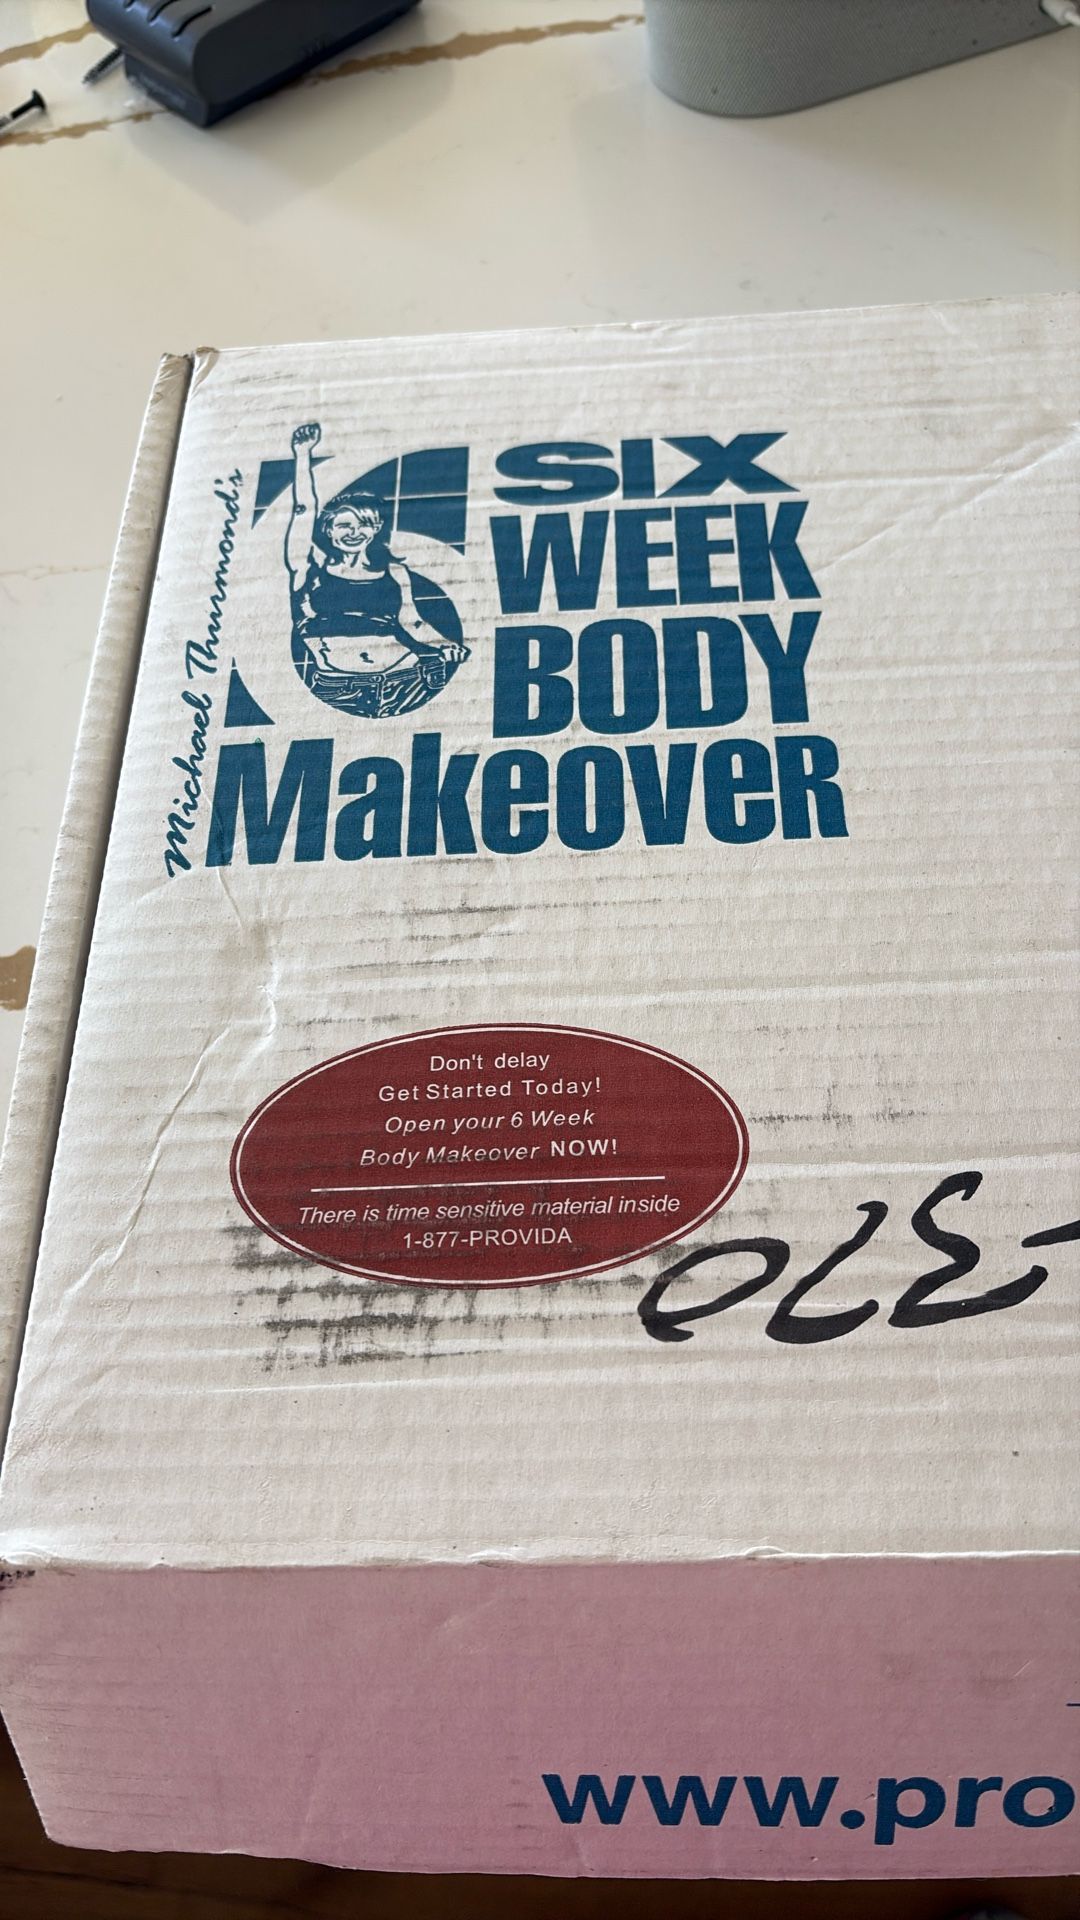 Michael Thurmond's
6
SIX
WEEK
BODY
Makeover
Don't delay
Get Started Today!
Open your 6 Week
Body Makeover NOW!
There is time sensitive material inside
1-877-PROVIDA
www.pro